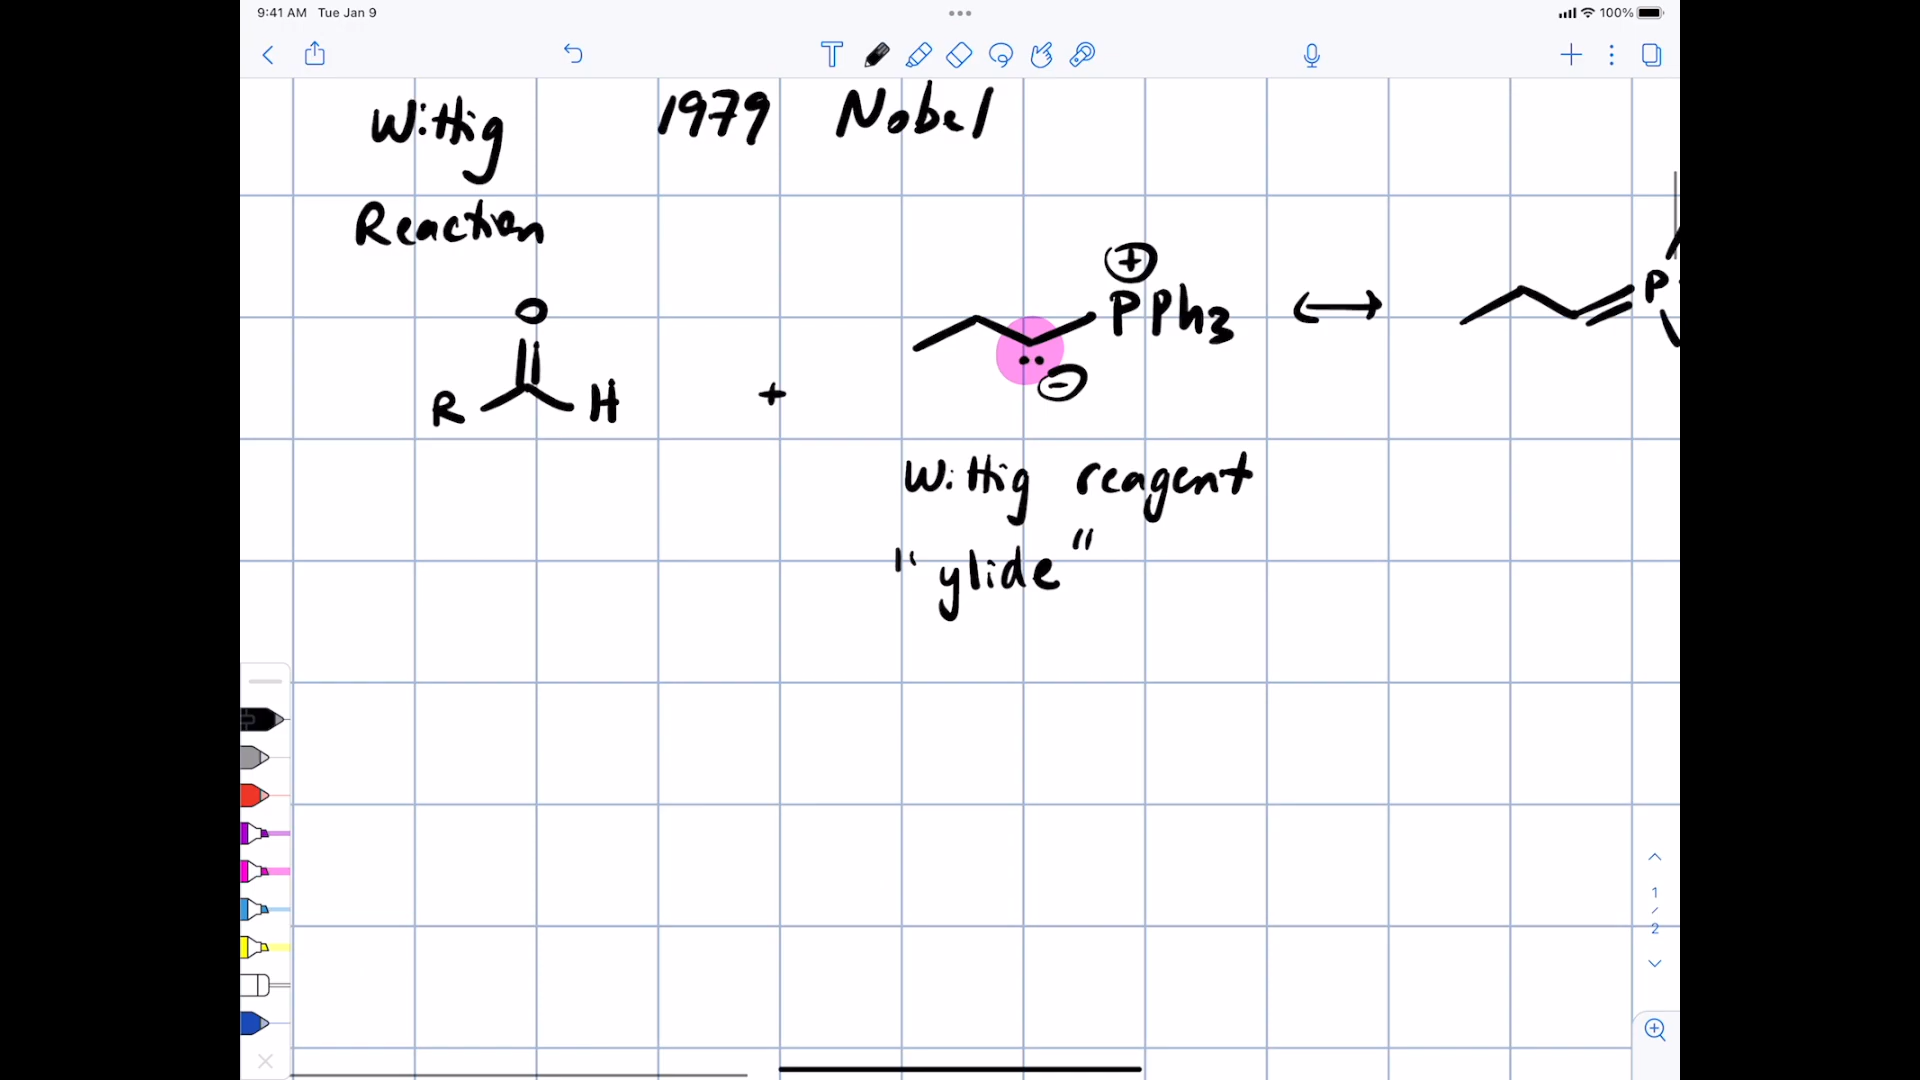 9:41 AM Tue Jan 9
100%
T
Wittig 1979 Nobel
Reaction
+
O
PPh3
P
R H
+
-
Wittig reagent
"ylide"
1
/
2